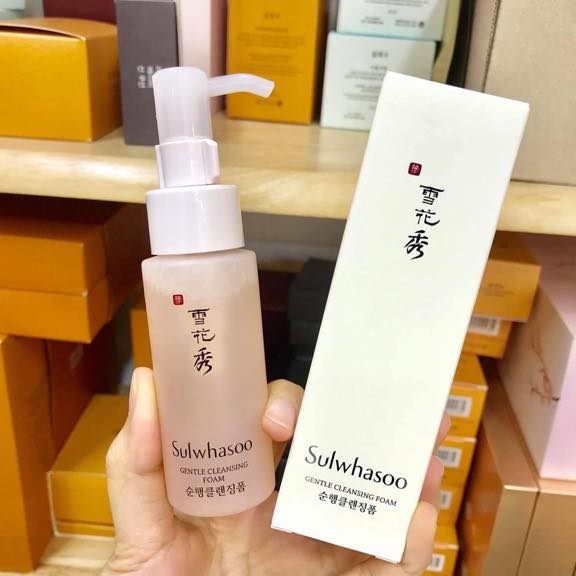 雪花秀
Sulwhasoo
GENTLE CLEANSING
FOAM
순행클렌징폼
雪花秀
Sulwhasoo
GENTLE CLEANSING FOAM
순행클렌징폼